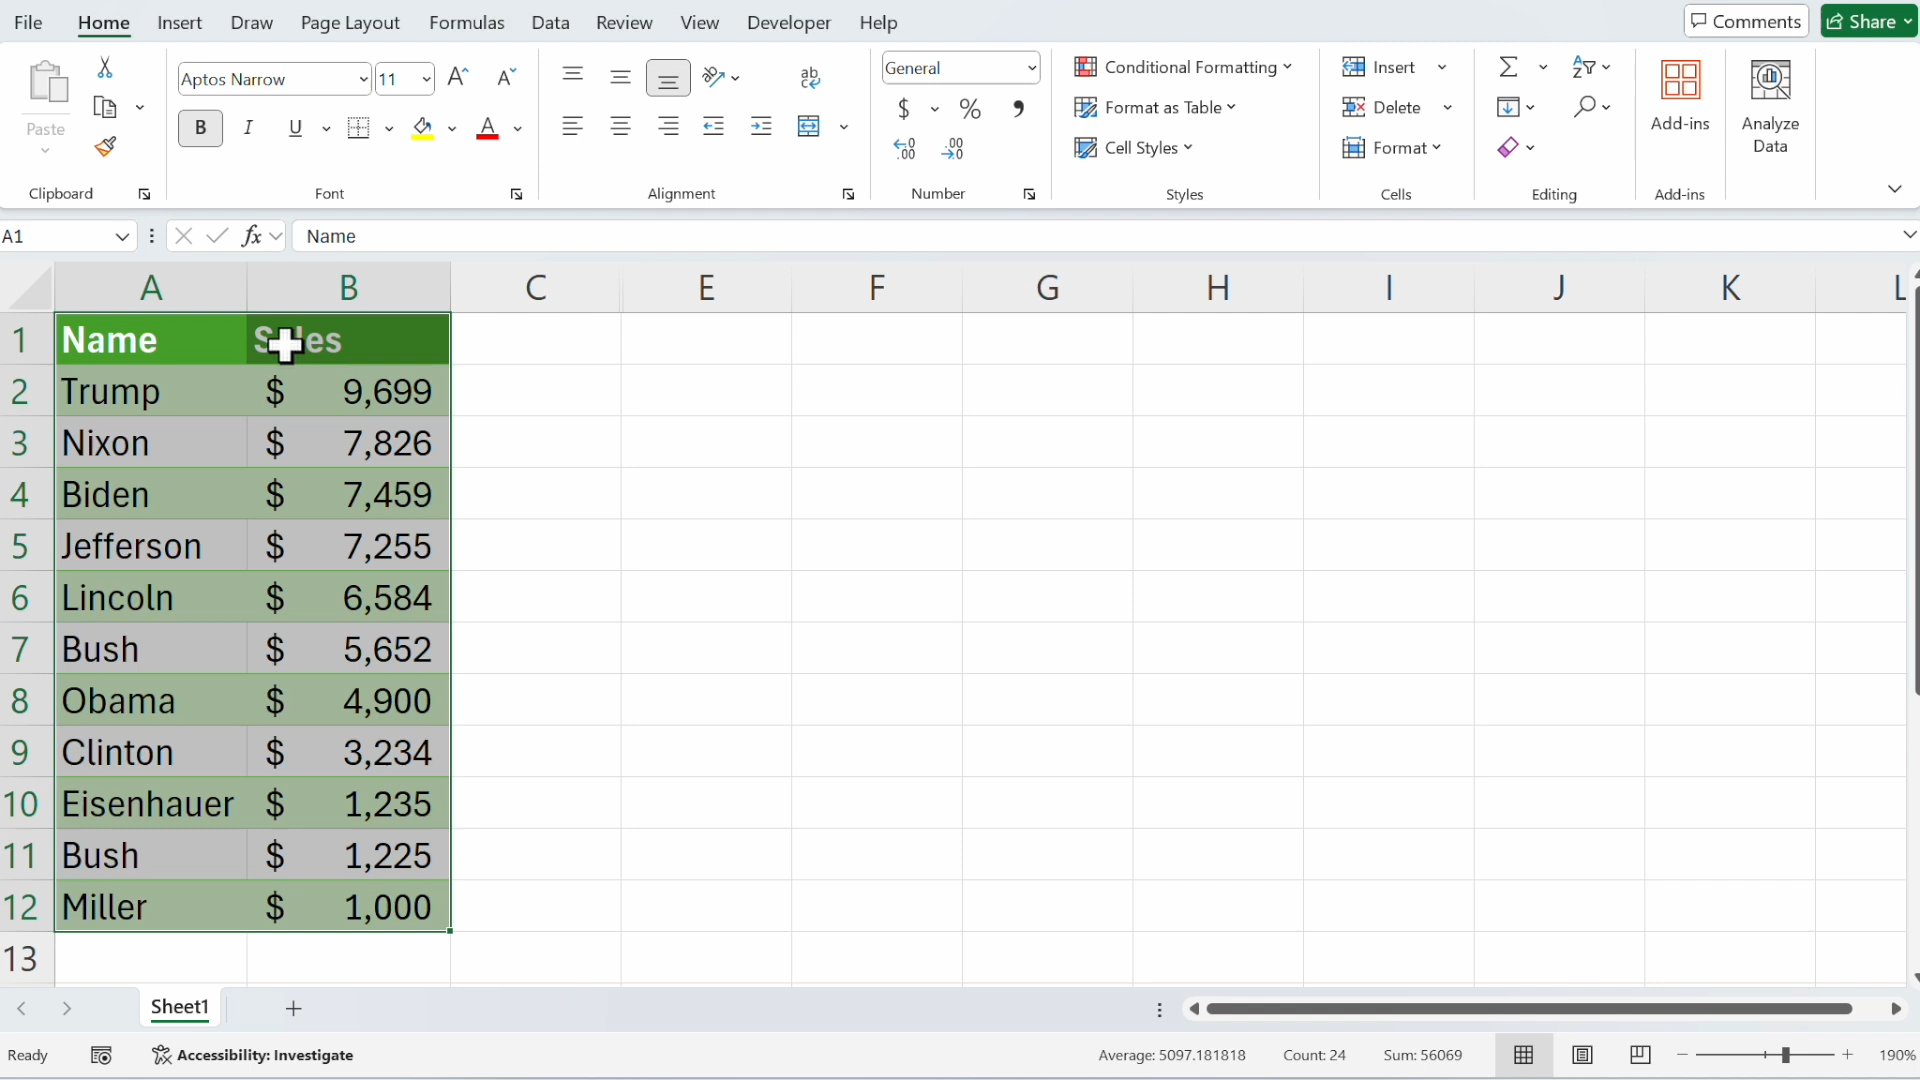 File Home Insert Draw Page Layout Formulas Data Review View Developer Help Comments Share
Paste
Clipboard
Aptos Narrow 11
B I U A
Font
ab
Alignment
General
$ % ,
Number
Conditional Formatting
Format as Table
Cell Styles
Styles
Insert
Delete
Format
Cells
Editing
Add-ins
Add-ins
Analyze
Data
A1 fx Name
A B C E F G H I J K L
1 Name Sales
2 Trump $ 9,699
3 Nixon $ 7,826
4 Biden $ 7,459
5 Jefferson $ 7,255
6 Lincoln $ 6,584
7 Bush $ 5,652
8 Obama $ 4,900
9 Clinton $ 3,234
10 Eisenhauer $ 1,235
11 Bush $ 1,225
12 Miller $ 1,000
13
Sheet1
Ready Accessibility: Investigate Average: 5097.181818 Count: 24 Sum: 56069 190%